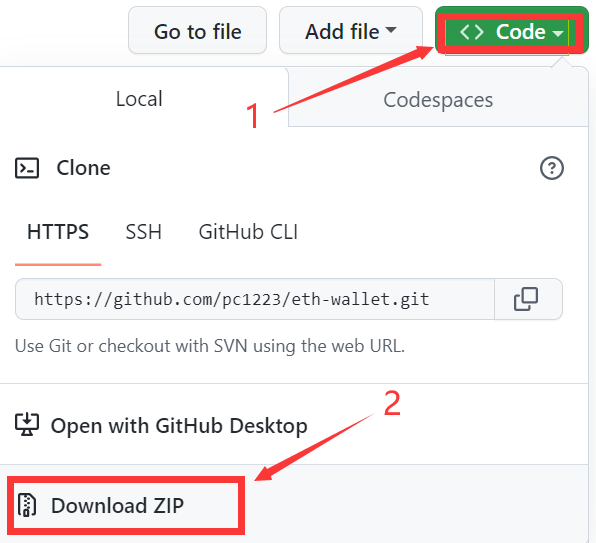 Go to file Add file <> Code
1
Local Codespaces
Clone
HTTPS SSH GitHub CLI
https://github.com/pc1223/eth-wallet.git
Use Git or checkout with SVN using the web URL.
2
Open with GitHub Desktop
Download ZIP